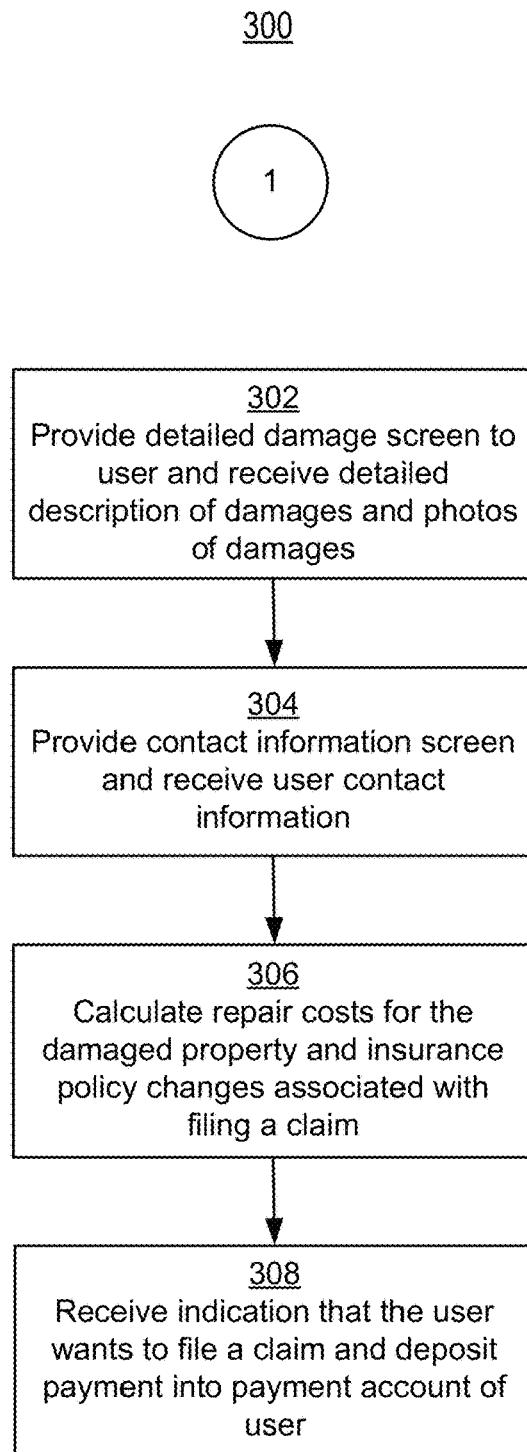 300
1
302
Provide detailed damage screen to
user and receive detailed
description of damages and photos
of damages
304
Provide contact information screen
and receive user contact
information
306
Calculate repair costs for the
damaged property and insurance
policy changes associated with
filing a claim
308
Receive indication that the user
wants to file a claim and deposit
payment into payment account of
user